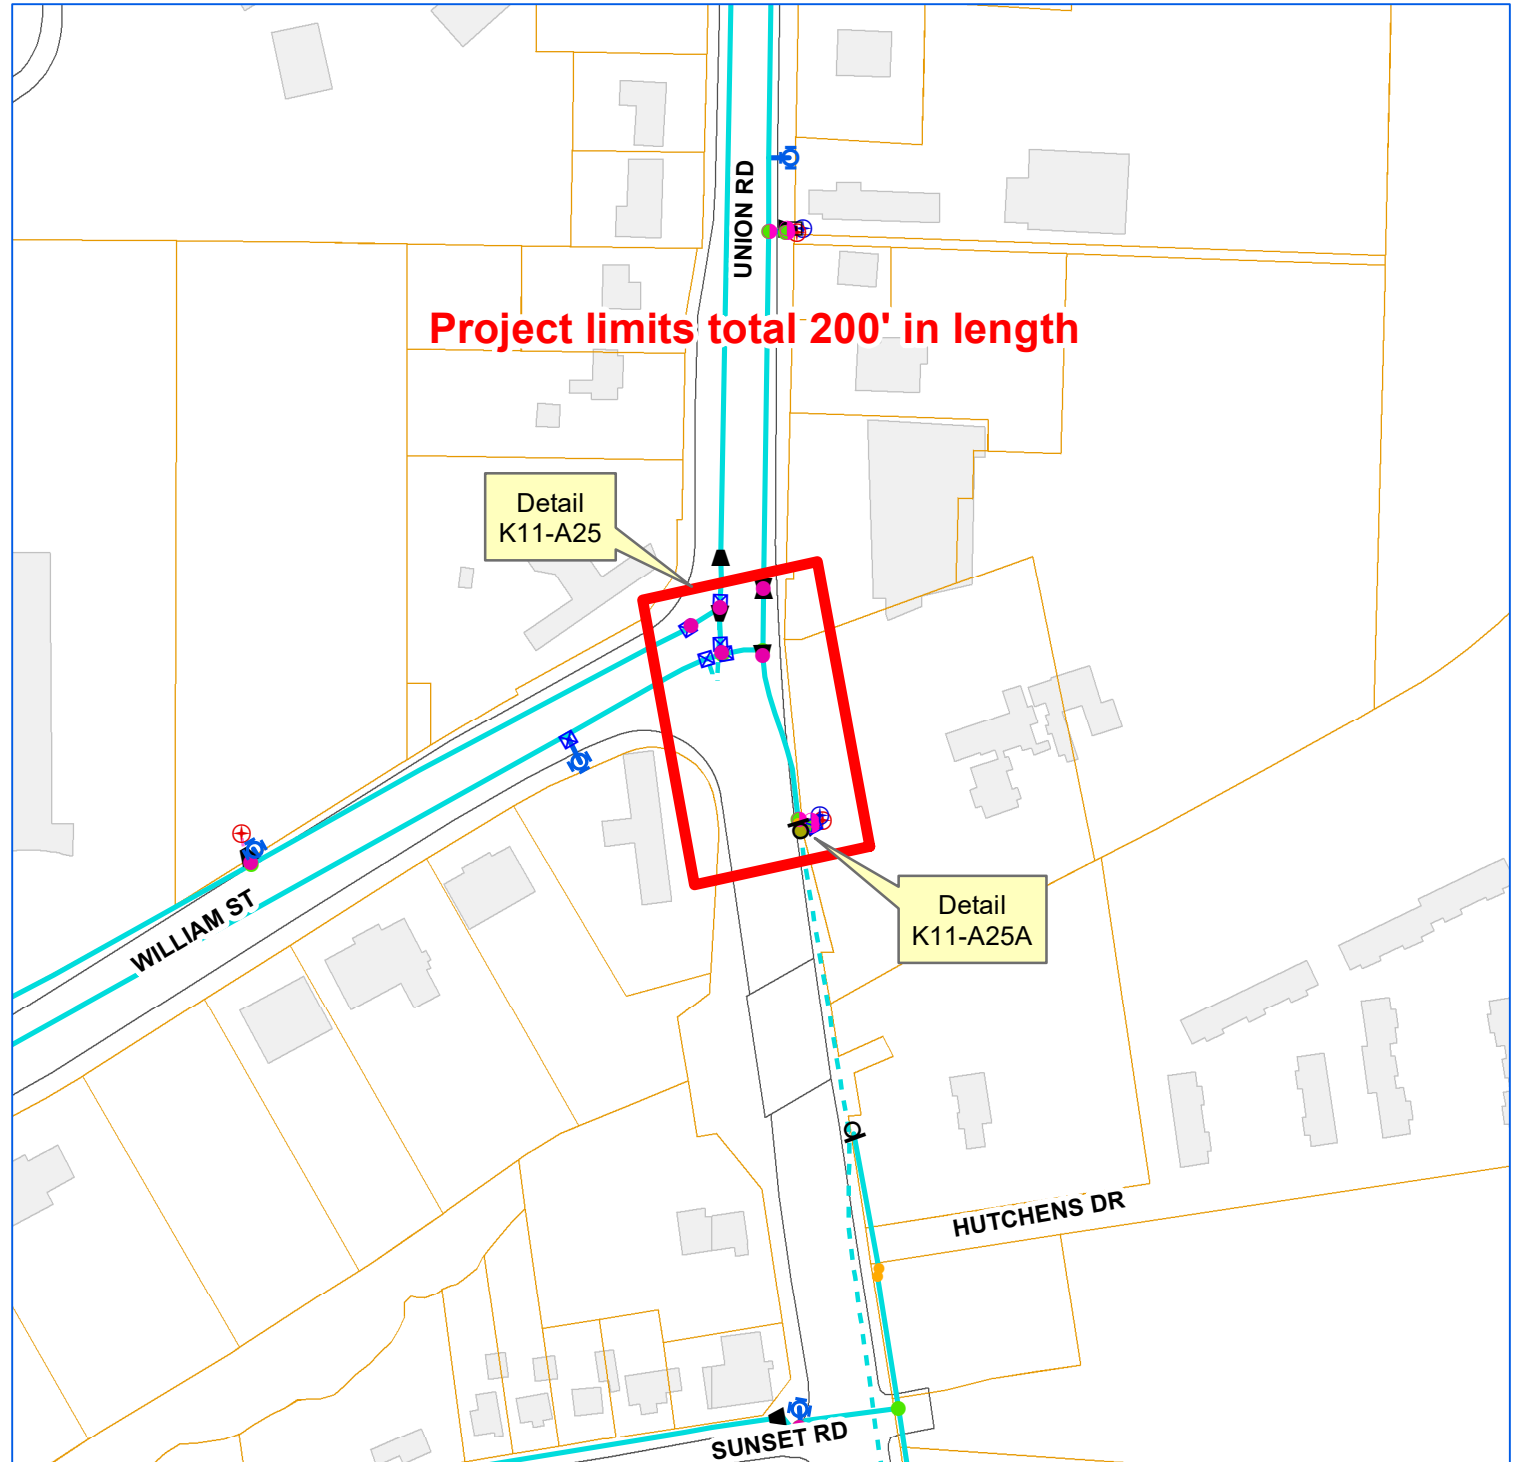 UNION RD
Project limits total 200' in length
Detail
K11-A25
Detail
K11-A25A
WILLIAM ST
HUTCHENS DR
SUNSET RD